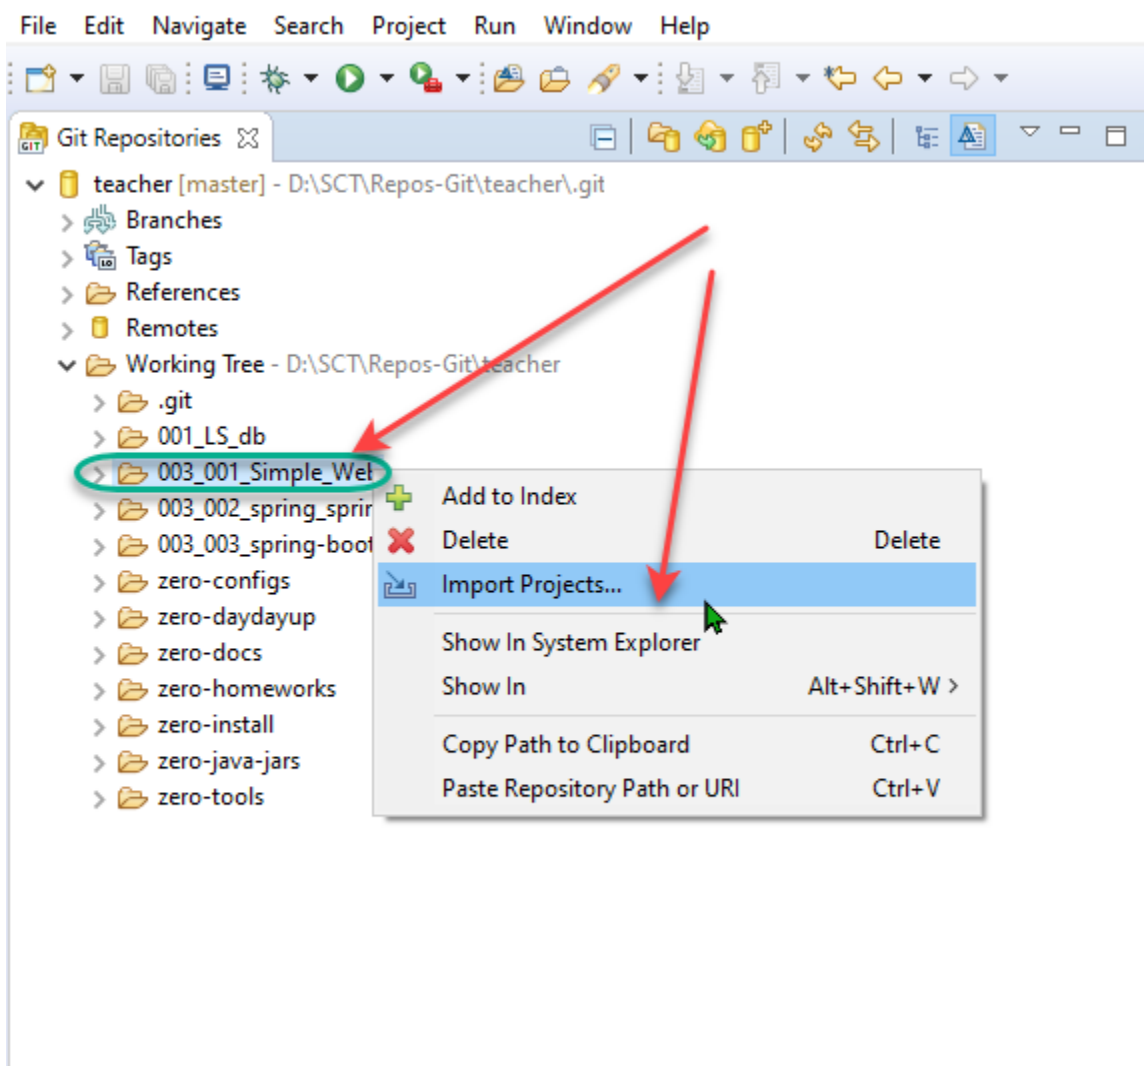 File Edit Navigate Search Project Run Window Help
GIT Git Repositories
teacher [master] - D:\SCT\Repos-Git\teacher\.git
Branches
Tags
References
Remotes
Working Tree - D:\SCT\Repos-Git\teacher
.git
001_LS_db
003_001_Simple_Web
003_002_spring_sprin
003_003_spring-boot
zero-configs
zero-daydayup
zero-docs
zero-homeworks
zero-install
zero-java-jars
zero-tools
Add to Index
Delete Delete
Import Projects...
Show In System Explorer
Show In Alt+Shift+W >
Copy Path to Clipboard Ctrl+C
Paste Repository Path or URI Ctrl+V